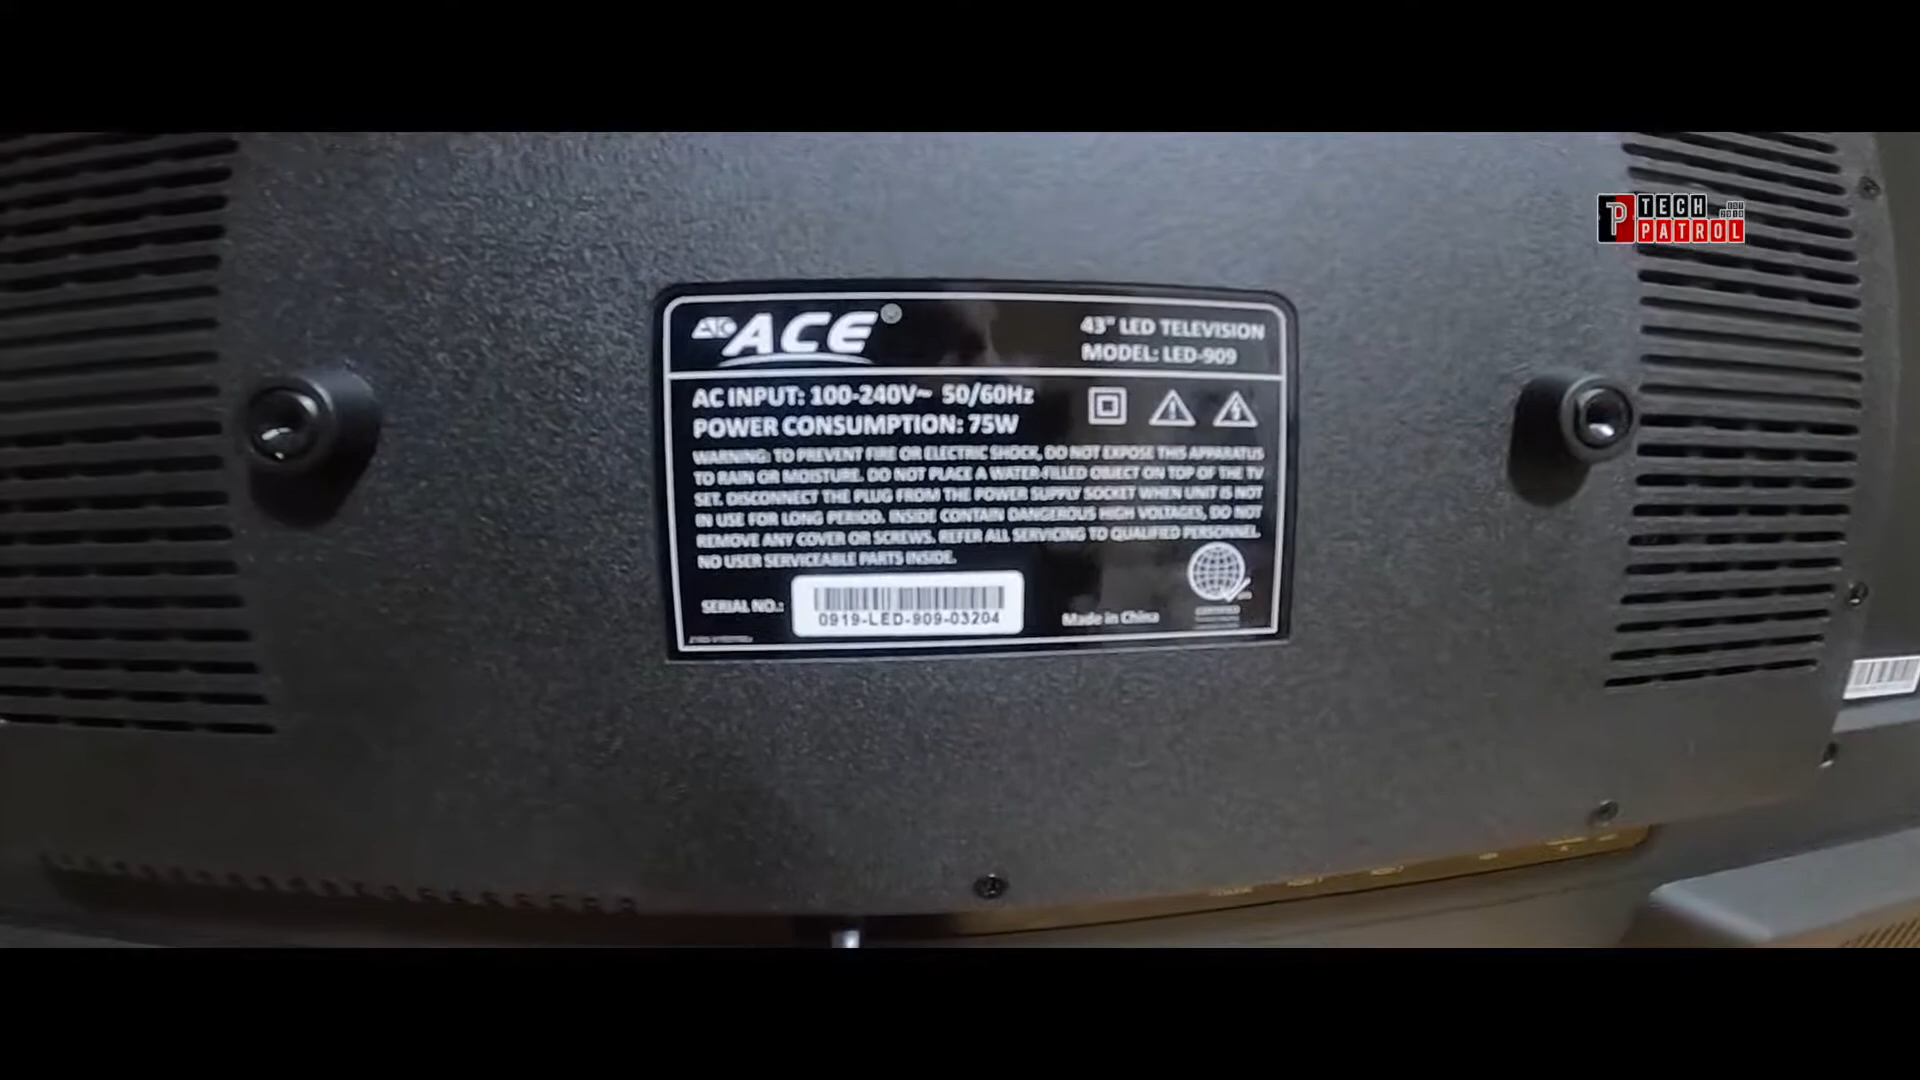 TECH
PATROL
AK ACE®
43" LED TELEVISION
MODEL: LED-909
AC INPUT: 100-240V~ 50/60Hz
POWER CONSUMPTION: 75W
WARNING: TO PREVENT FIRE OR ELECTRIC SHOCK, DO NOT EXPOSE THIS APPARATUS
TO RAIN OR MOISTURE. DO NOT PLACE A WATER-FILLED OBJECT ON TOP OF THE TV
SET. DISCONNECT THE PLUG FROM THE POWER SUPPLY SOCKET WHEN UNIT IS NOT
IN USE FOR LONG PERIOD. INSIDE CONTAIN DANGEROUS HIGH VOLTAGES, DO NOT
REMOVE ANY COVER OR SCREWS. REFER ALL SERVICING TO QUALIFIED PERSONNEL.
NO USER SERVICEABLE PARTS INSIDE.
SERIAL NO.:
0919-LED-909-03204
Made in China
CERTIFIED